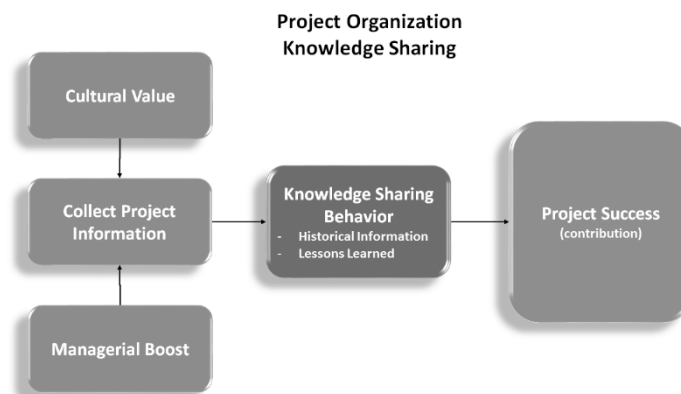 Project Organization
Knowledge Sharing
Cultural Value
Collect Project
Information
Managerial Boost
Knowledge Sharing
Behavior
- Historical Information
- Lessons Learned
Project Success
(contribution)